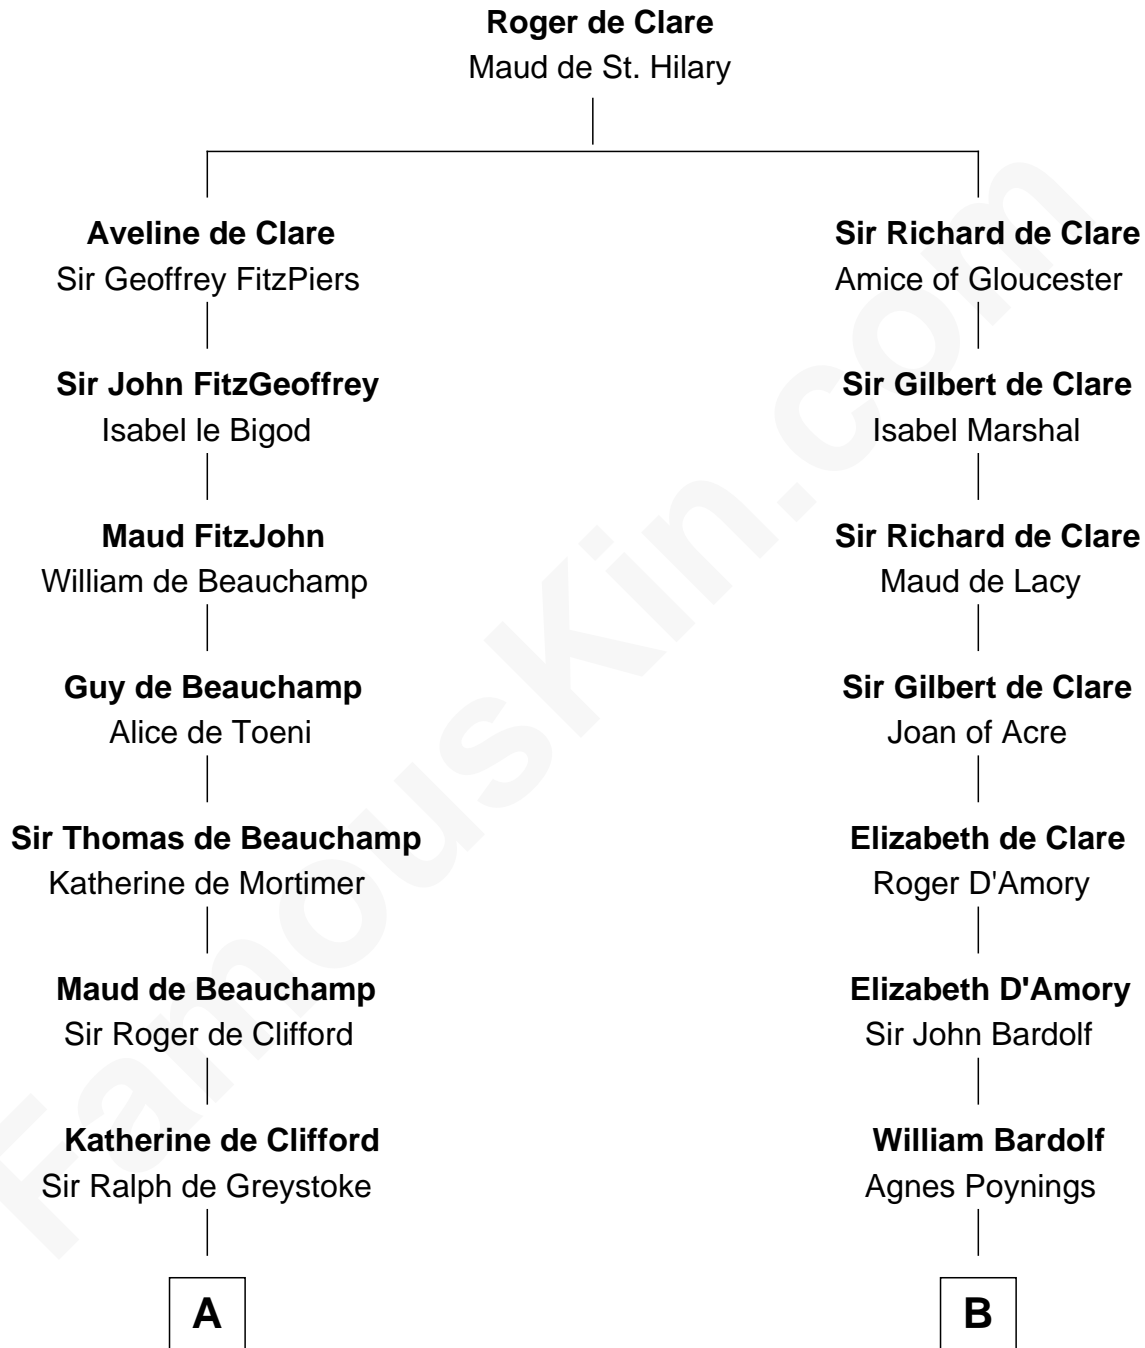 Roger de Clare
Maud de St. Hilary
Aveline de Clare
Sir Geoffrey FitzPiers
Sir Richard de Clare
Amice of Gloucester
Sir John FitzGeoffrey
Isabel le Bigod
Sir Gilbert de Clare
Isabel Marshal
Maud FitzJohn
William de Beauchamp
Sir Richard de Clare
Maud de Lacy
Guy de Beauchamp
Alice de Toeni
Sir Gilbert de Clare
Joan of Acre
Sir Thomas de Beauchamp
Katherine de Mortimer
Elizabeth de Clare
Roger D'Amory
Maud de Beauchamp
Sir Roger de Clifford
Elizabeth D'Amory
Sir John Bardolf
Katherine de Clifford
Sir Ralph de Greystoke
William Bardolf
Agnes Poynings
A
B
FamousKin.com